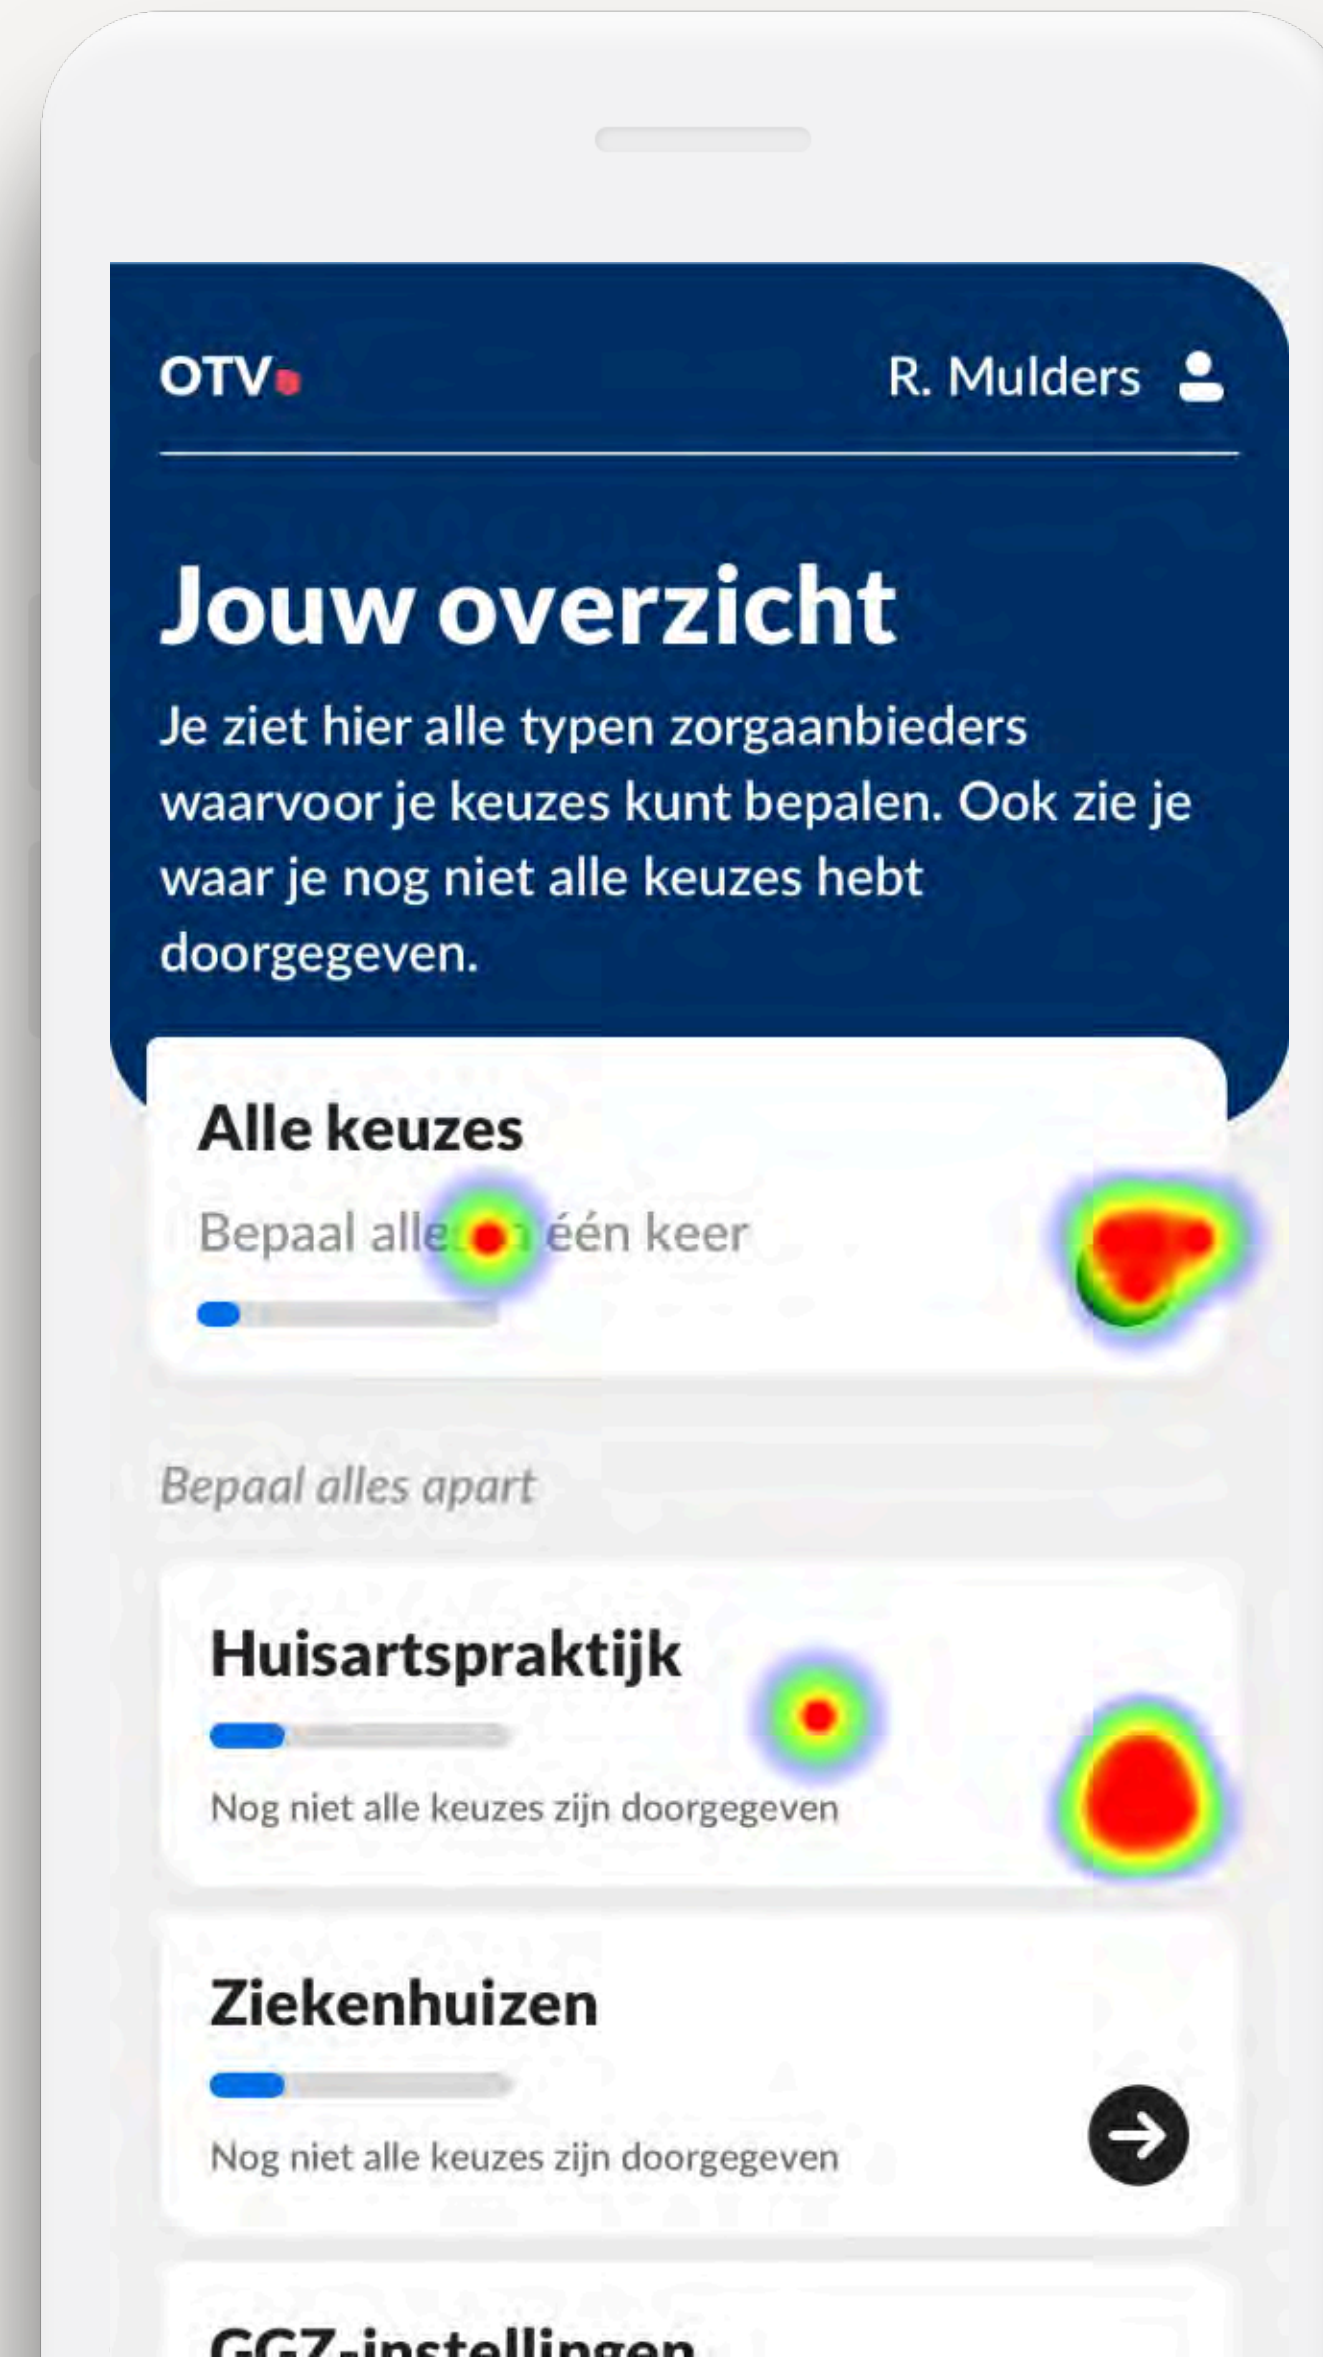 OTV
R. Mulders
Jouw overzicht
Je ziet hier alle typen zorgaanbieders
waarvoor je keuzes kunt bepalen. Ook zie je
waar je nog niet alle keuzes hebt
doorgegeven.
Alle keuzes
Bepaal één keer
Bepaal alles apart
Huisartspraktijk
Nog niet alle keuzes zijn doorgegeven
Ziekenhuizen
Nog niet alle keuzes zijn doorgegeven
GGZ-instellingen